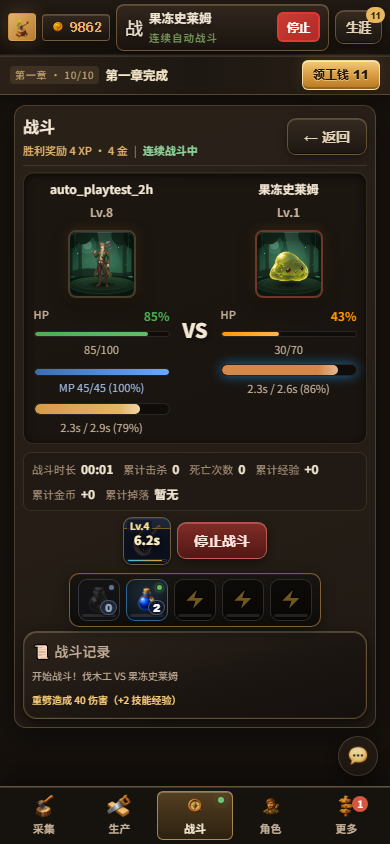 9862
战
果冻史莱姆
连续自动战斗
停止
生涯
11
第一章 · 10/10
第一章完成
领工钱 11
战斗
胜利奖励 4 XP · 4 金 | 连续战斗中
← 返回
auto_playtest_2h
Lv.8
果冻史莱姆
Lv.1
HP 85%
85/100
MP 45/45 (100%)
2.3s / 2.9s (79%)
VS
HP 43%
30/70
2.3s / 2.6s (86%)
战斗时长 00:01 累计击杀 0 死亡次数 0 累计经验 +0
累计金币 +0 累计掉落 暂无
Lv.4
6.2s
停止战斗
0
2
战斗记录
开始战斗！伐木工 VS 果冻史莱姆
重劈造成 40 伤害（+2 技能经验）
采集
生产
战斗
角色
1
更多